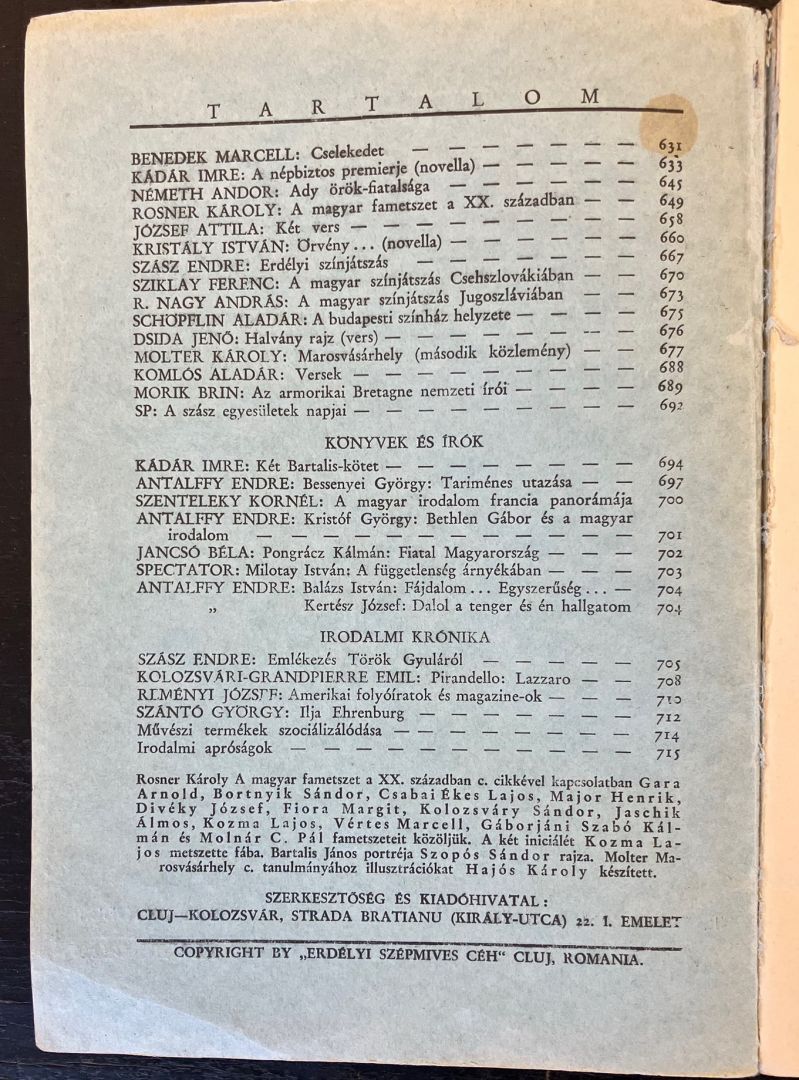 TARTALOM
BENEDEK MARCELL: Cselekedet — — — — — — — 631
KÁDÁR IMRE: A népbiztos premierje (novella) — — — — — 633
NÉMETH ANDOR: Ady örök-fiatalsága — — — — — — 645
ROSNER KÁROLY: A magyar fametszet a XX. században — — 649
JÓZSEF ATTILA: Két vers — — — — — — — — — 658
KRISTÁLY ISTVÁN: Örvény... (novella) — — — — — — 660
SZÁSZ ENDRE: Erdélyi színjátszás — — — — — — — 667
SZIKLAY FERENC: A magyar színjátszás Csehszlovákiában — — 670
R. NAGY ANDRÁS: A magyar színjátszás Jugoszláviában — — 673
SCHÖPFLIN ALADÁR: A budapesti színház helyzete — — — — 675
DSIDA JENŐ: Halvány rajz (vers) — — — — — — — — 676
MOLTER KÁROLY: Marosvásárhely (második közlemény) — — 677
KOMLÓS ALADÁR: Versek — — — — — — — — — 688
MORIK BRIN: Az armorikai Bretagne nemzeti írói — — — — 689
SP: A szász egyesületek napjai — — — — — — — — — 692
KÖNYVEK ÉS ÍRÓK
KÁDÁR IMRE: Két Bartalis-kötet — — — — — — — — 694
ANTALFFY ENDRE: Bessenyei György: Tariménes utazása — — 697
SZENTELEKY KORNÉL: A magyar irodalom francia panorámája 700
ANTALFFY ENDRE: Kristóf György: Bethlen Gábor és a magyar
irodalom — — — — — — — — — — — — 701
JANCSÓ BÉLA: Pongrácz Kálmán: Fiatal Magyarország — — — 702
SPECTATOR: Milotay István: A függetlenség árnyékában — — — 703
ANTALFFY ENDRE: Balázs István: Fájdalom... Egyszerűség... — 704
„ Kertész József: Dalol a tenger és én hallgatom 704
IRODALMI KRÓNIKA
SZÁSZ ENDRE: Emlékezés Török Gyuláról — — — — — 705
KOLOZSVÁRI-GRANDPIERRE EMIL: Pirandello: Lazzaro — — 708
REMÉNYI JÓZSEF: Amerikai folyóíratok és magazine-ok — — — 710
SZÁNTÓ GYÖRGY: Ilja Ehrenburg — — — — — — — 712
Művészi termékek szociálizálódása — — — — — — — — 714
Irodalmi apróságok — — — — — — — — — — — 715
Rosner Károly A magyar fametszet a XX. században c. cikkével kapcsolatban Gara
Arnold, Bortnyik Sándor, Csabai Ékes Lajos, Major Henrik,
Divéky József, Fiora Margit, Kolozsváry Sándor, Jaschik
Álmos, Kozma Lajos, Vértes Marcell, Gáborjáni Szabó Kál-
mán és Molnár C. Pál fametszeteit közöljük. A két iniciálét Kozma La-
jos metszette fába. Bartalis János portréja Szopós Sándor rajza. Molter Ma-
rosvásárhely c. tanulmányához illusztrációkat Hajós Károly készített.
SZERKESZTŐSÉG ÉS KIADÓHIVATAL:
CLUJ—KOLOZSVÁR, STRADA BRATIANU (KIRÁLY-UTCA) 22. I. EMELET
COPYRIGHT BY „ERDÉLYI SZÉPMIVES CÉH“ CLUJ, ROMANIA.